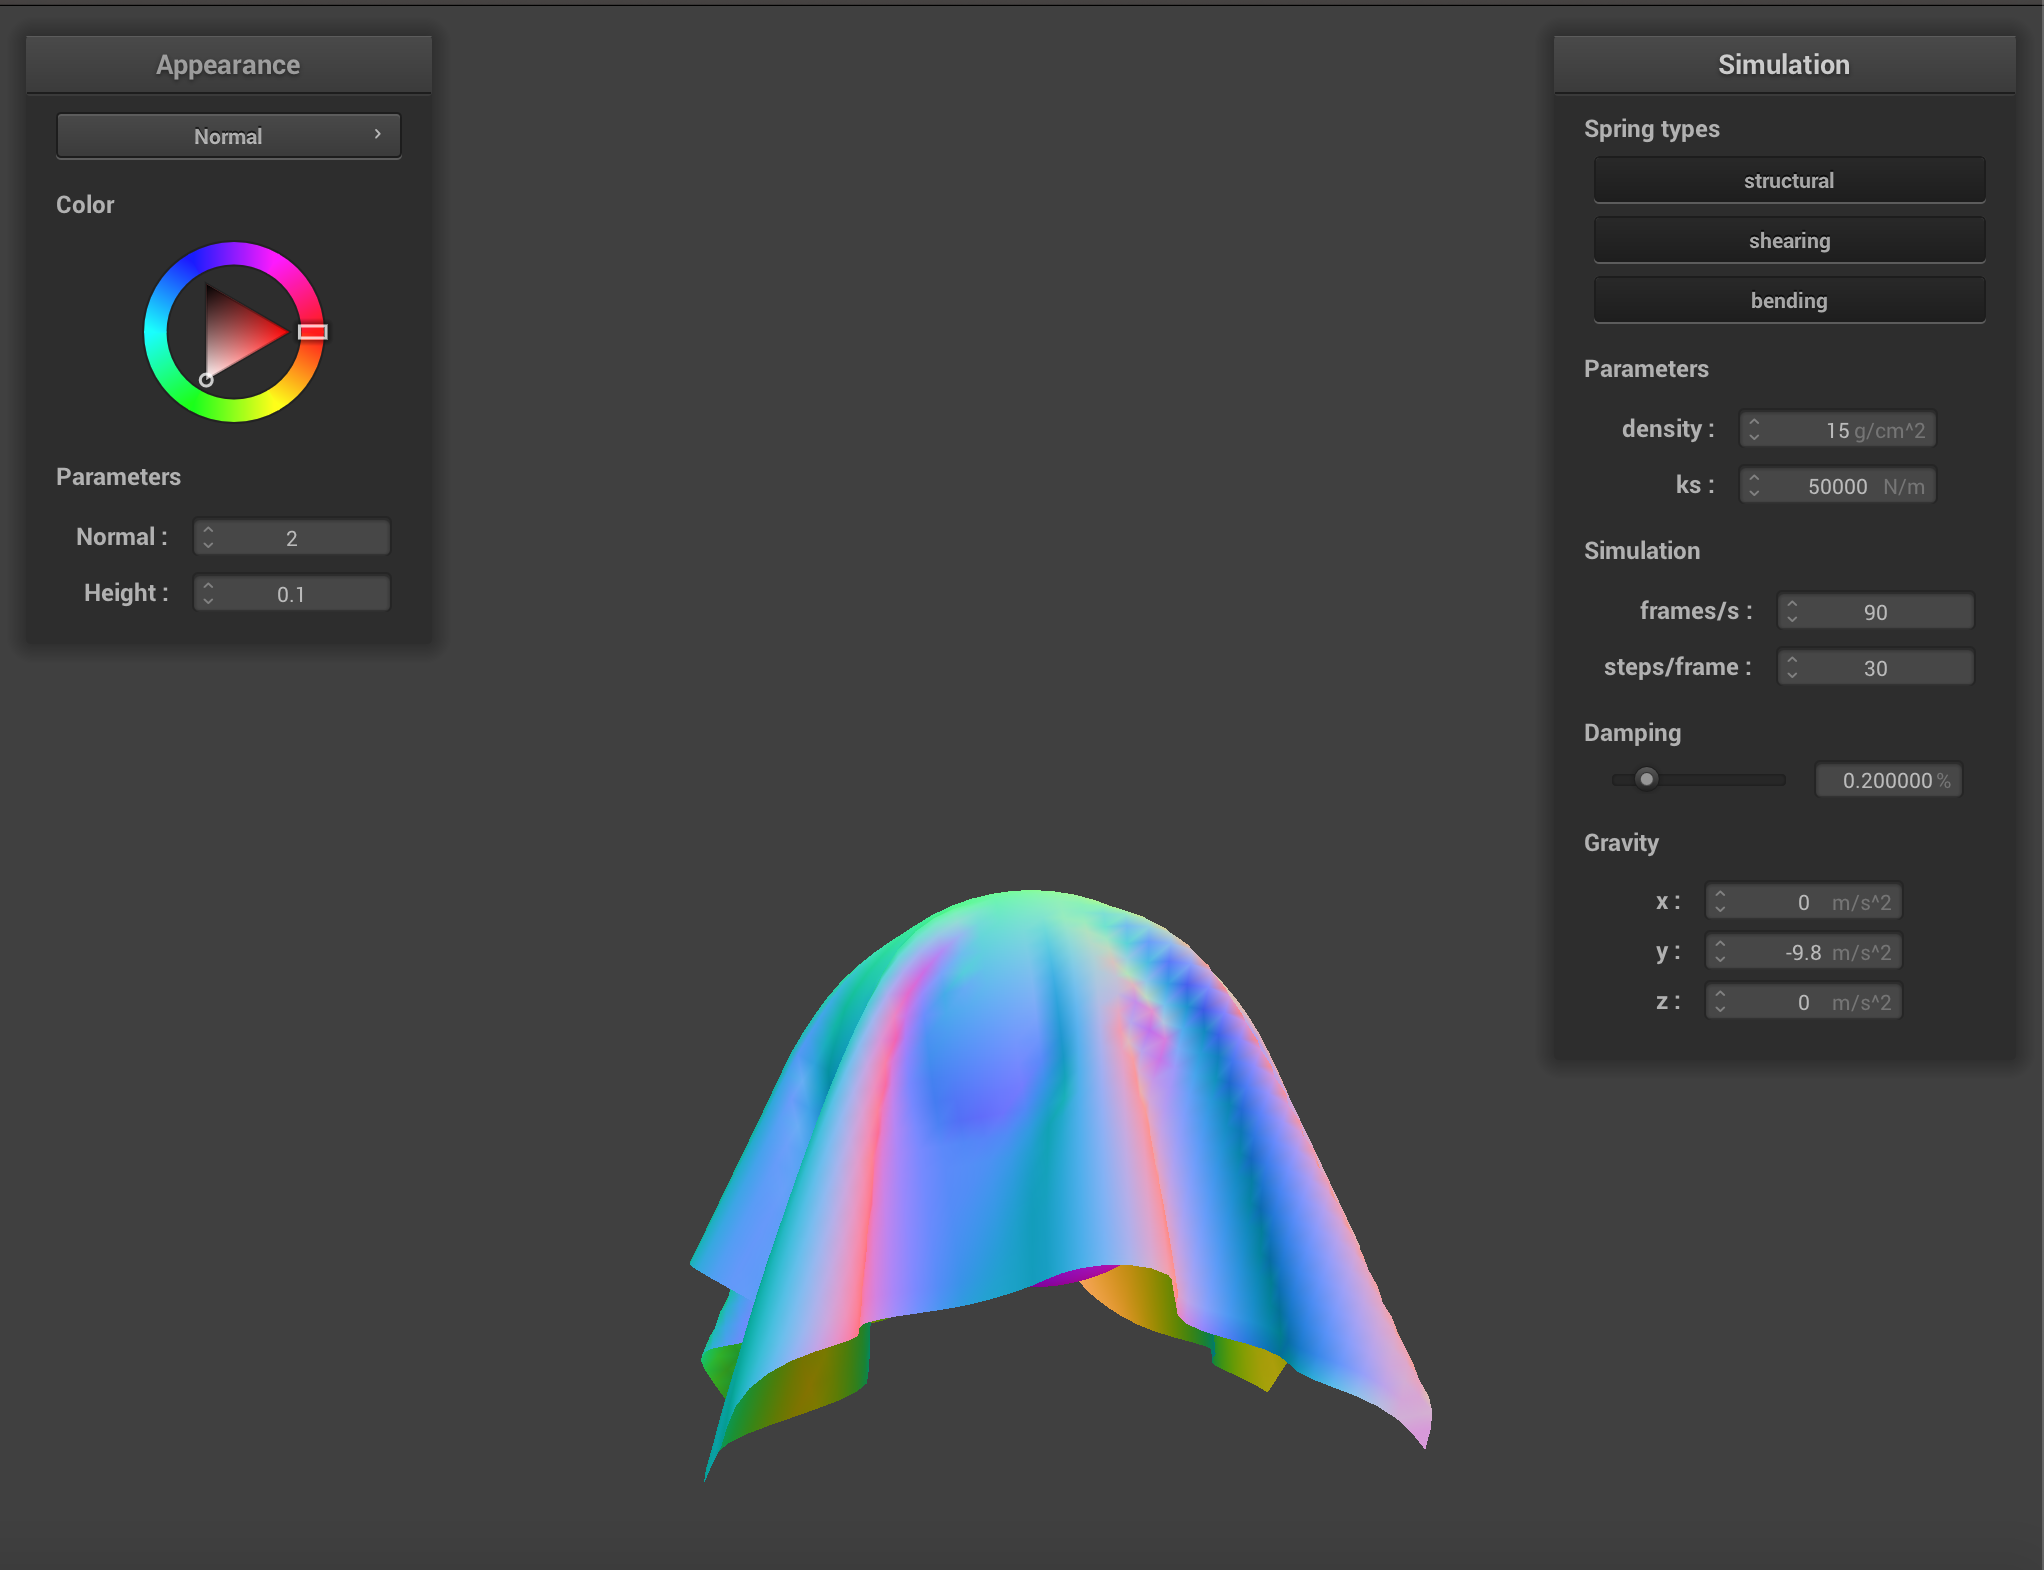 Appearance
Normal
Color
Parameters
Normal : 2
Height : 0.1
Simulation
Spring types
structural
shearing
bending
Parameters
density : 15 g/cm^2
ks : 50000 N/m
Simulation
frames/s : 90
steps/frame : 30
Damping
0.200000 %
Gravity
x : 0 m/s^2
y : -9.8 m/s^2
z : 0 m/s^2